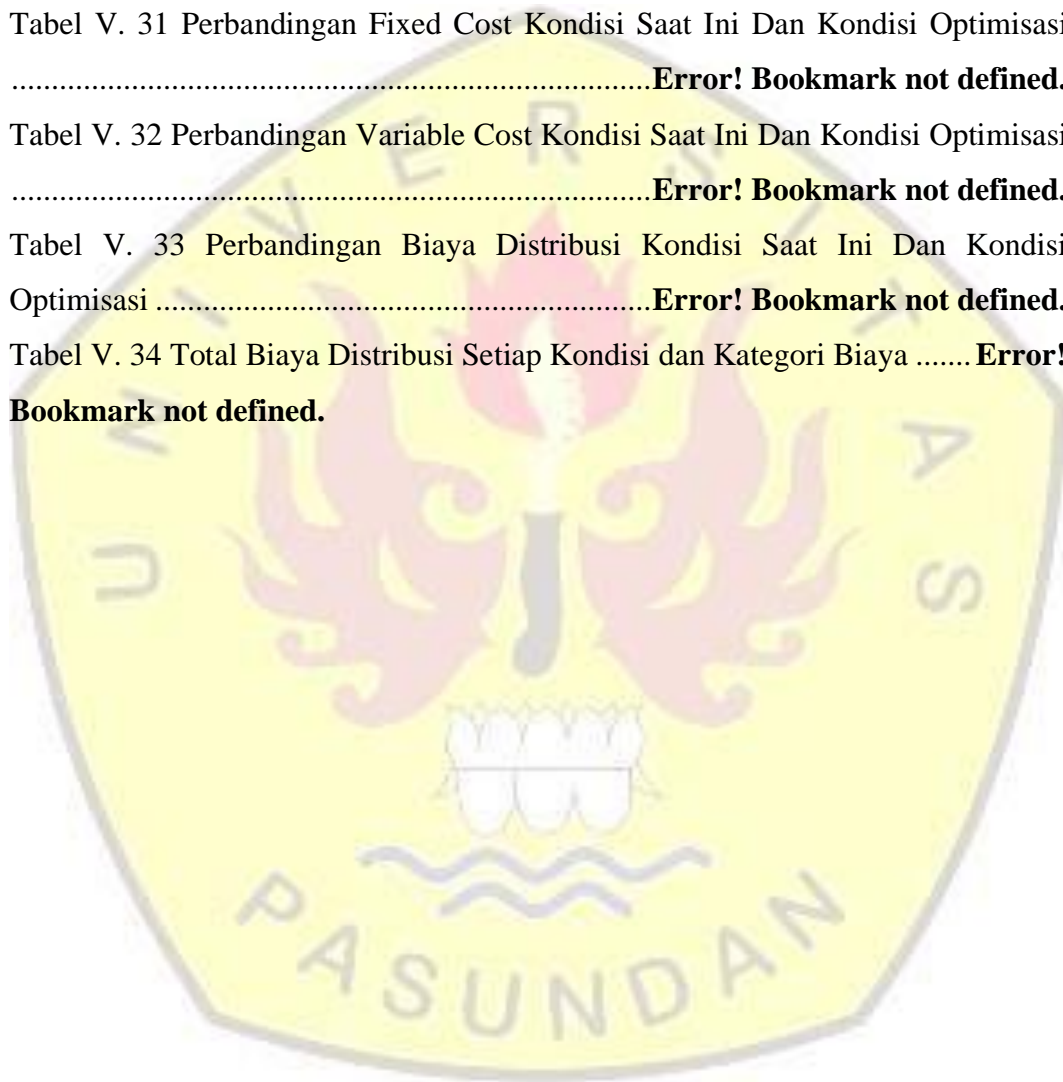 Tabel V. 31 Perbandingan Fixed Cost Kondisi Saat Ini Dan Kondisi Optimisasi
......................................................................Error! Bookmark not defined.
Tabel V. 32 Perbandingan Variable Cost Kondisi Saat Ini Dan Kondisi Optimisasi
......................................................................Error! Bookmark not defined.
Tabel V. 33 Perbandingan Biaya Distribusi Kondisi Saat Ini Dan Kondisi
Optimisasi ......................................................Error! Bookmark not defined.
Tabel V. 34 Total Biaya Distribusi Setiap Kondisi dan Kategori Biaya ....... Error!
Bookmark not defined.
UNIVERSITAS
PASUNDAN